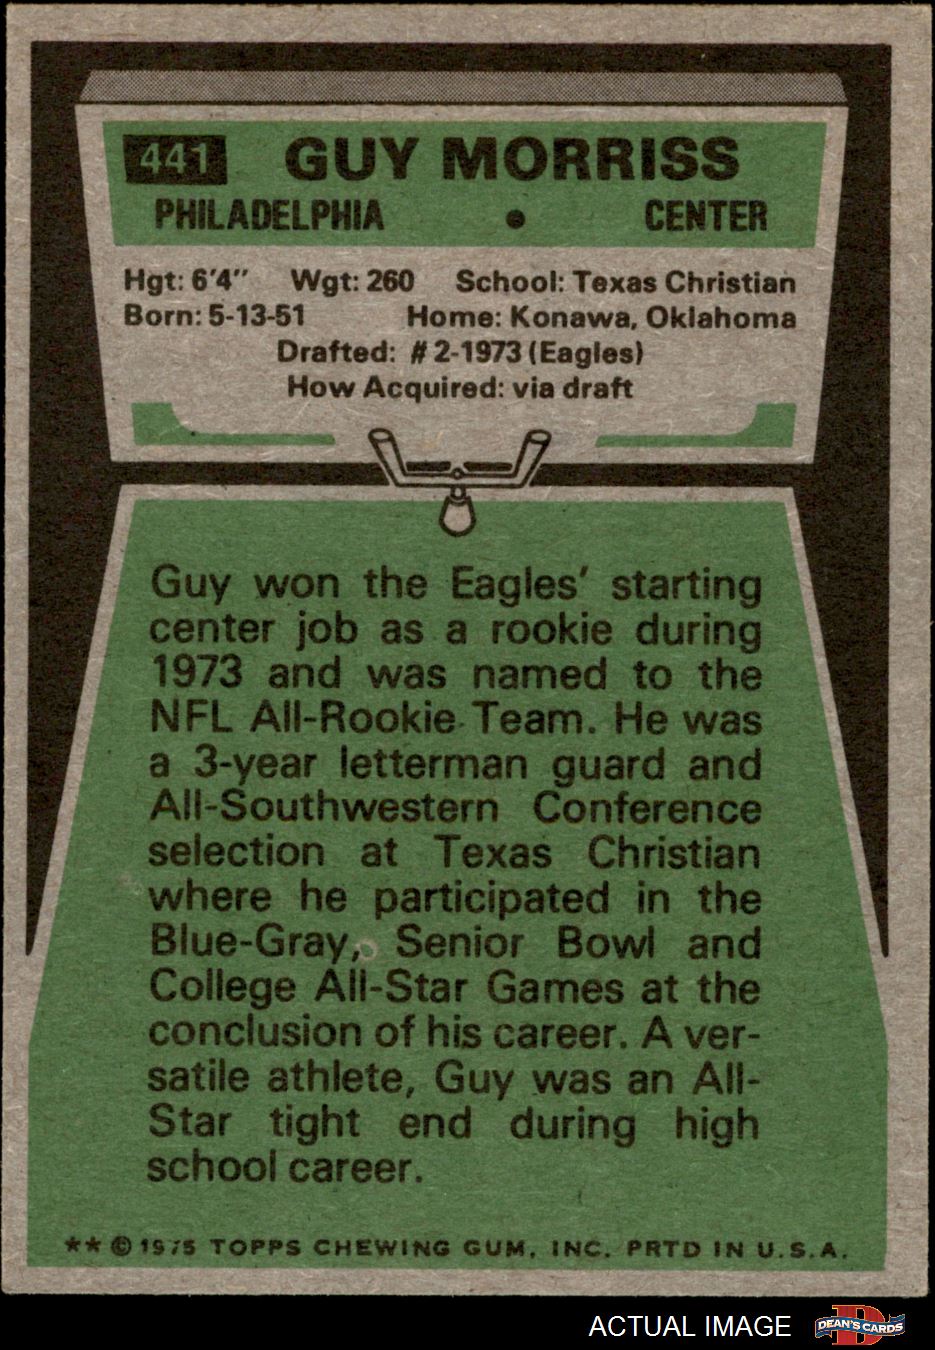 441 GUY MORRISS
PHILADELPHIA • CENTER
Hgt: 6'4" Wgt: 260 School: Texas Christian
Born: 5-13-51 Home: Konawa, Oklahoma
Drafted: #2-1973 (Eagles)
How Acquired: via draft
Guy won the Eagles' starting
center job as a rookie during
1973 and was named to the
NFL All-Rookie Team. He was
a 3-year letterman guard and
All-Southwestern Conference
selection at Texas Christian
where he participated in the
Blue-Gray, Senior Bowl and
College All-Star Games at the
conclusion of his career. A ver-
satile athlete, Guy was an All-
Star tight end during high
school career.
** © 1975 TOPPS CHEWING GUM, INC. PRTD IN U.S.A.
ACTUAL IMAGE DEAN'S CARDS